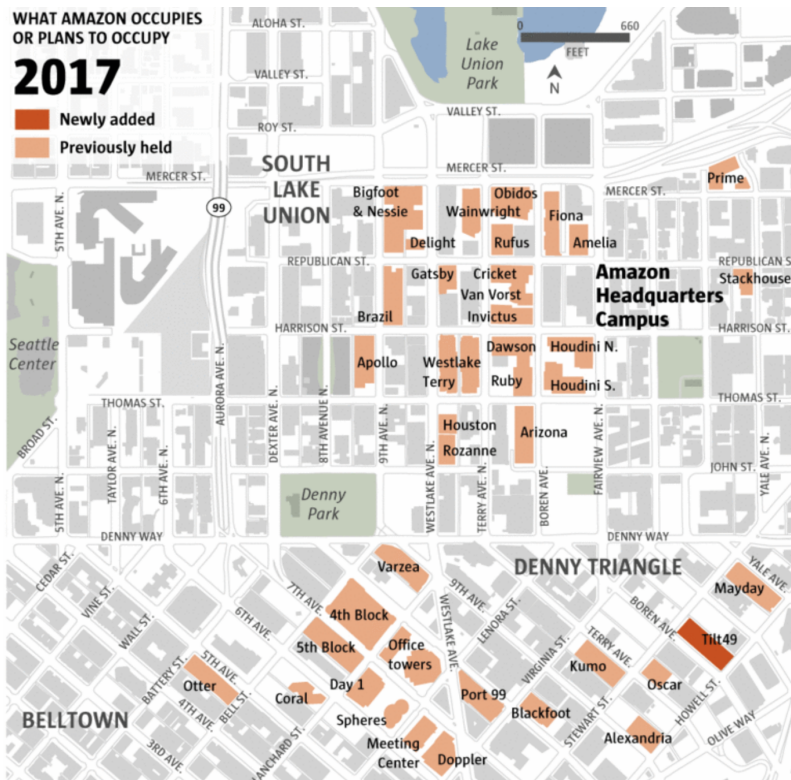 WHAT AMAZON OCCUPIES
OR PLANS TO OCCUPY
2017
Newly added
Previously held
ALOHA ST.
VALLEY ST.
ROY ST.
MERCER ST.
Lake
Union
Park
0
660
FEET
N
VALLEY ST.
MERCER ST.
MERCER ST.
Prime
SOUTH
LAKE
UNION
99
5TH AVE. N.
Bigfoot
& Nessie
Delight
Wainwright
Obidos
Rufus
Fiona
Amelia
REPUBLICAN ST.
REPUBLICAN S
Gatsby
Cricket
Van Vorst
Invictus
Brazil
Amazon
Headquarters
Campus
Stackhouse
HARRISON ST.
HARRISON ST.
Seattle
Center
Apollo
Westlake
Terry
Dawson
Ruby
Houdini N.
Houdini S.
THOMAS ST.
THOMAS ST.
BROAD ST.
AURORA AVE. N.
DEXTER AVE. N.
8TH AVENUE N.
9TH AVE. N.
Houston
Rozanne
Arizona
TAYLOR AVE. N.
6TH AVE. N.
5TH AVE. N.
WESTLAKE AVE. N.
TERRY AVE. N.
BOREN AVE. N.
FAIRVIEW AVE. N.
JOHN ST.
YALE AVE. N.
Denny
Park
DENNY WAY
DENNY WAY
DENNY TRIANGLE
CEDAR ST.
VINE ST.
WALL ST.
BATTERY ST.
6TH AVE.
7TH AVE.
Varzea
4th Block
5th Block
Office
towers
WESTLAKE AVE.
9TH AVE.
LENORA ST.
VIRGINIA ST.
TERRY AVE.
BOREN AVE.
YALE AVE.
Mayday
Tilt49
Kumo
Oscar
HOWELL ST.
OLIVE WAY
STEWART ST.
Alexandria
Blackfoot
Port 99
Day 1
Coral
Spheres
Meeting
Center
Doppler
5TH AVE.
Otter
4TH AVE.
BELL ST.
BELLTOWN
3RD AVE.
LANCHARD ST.